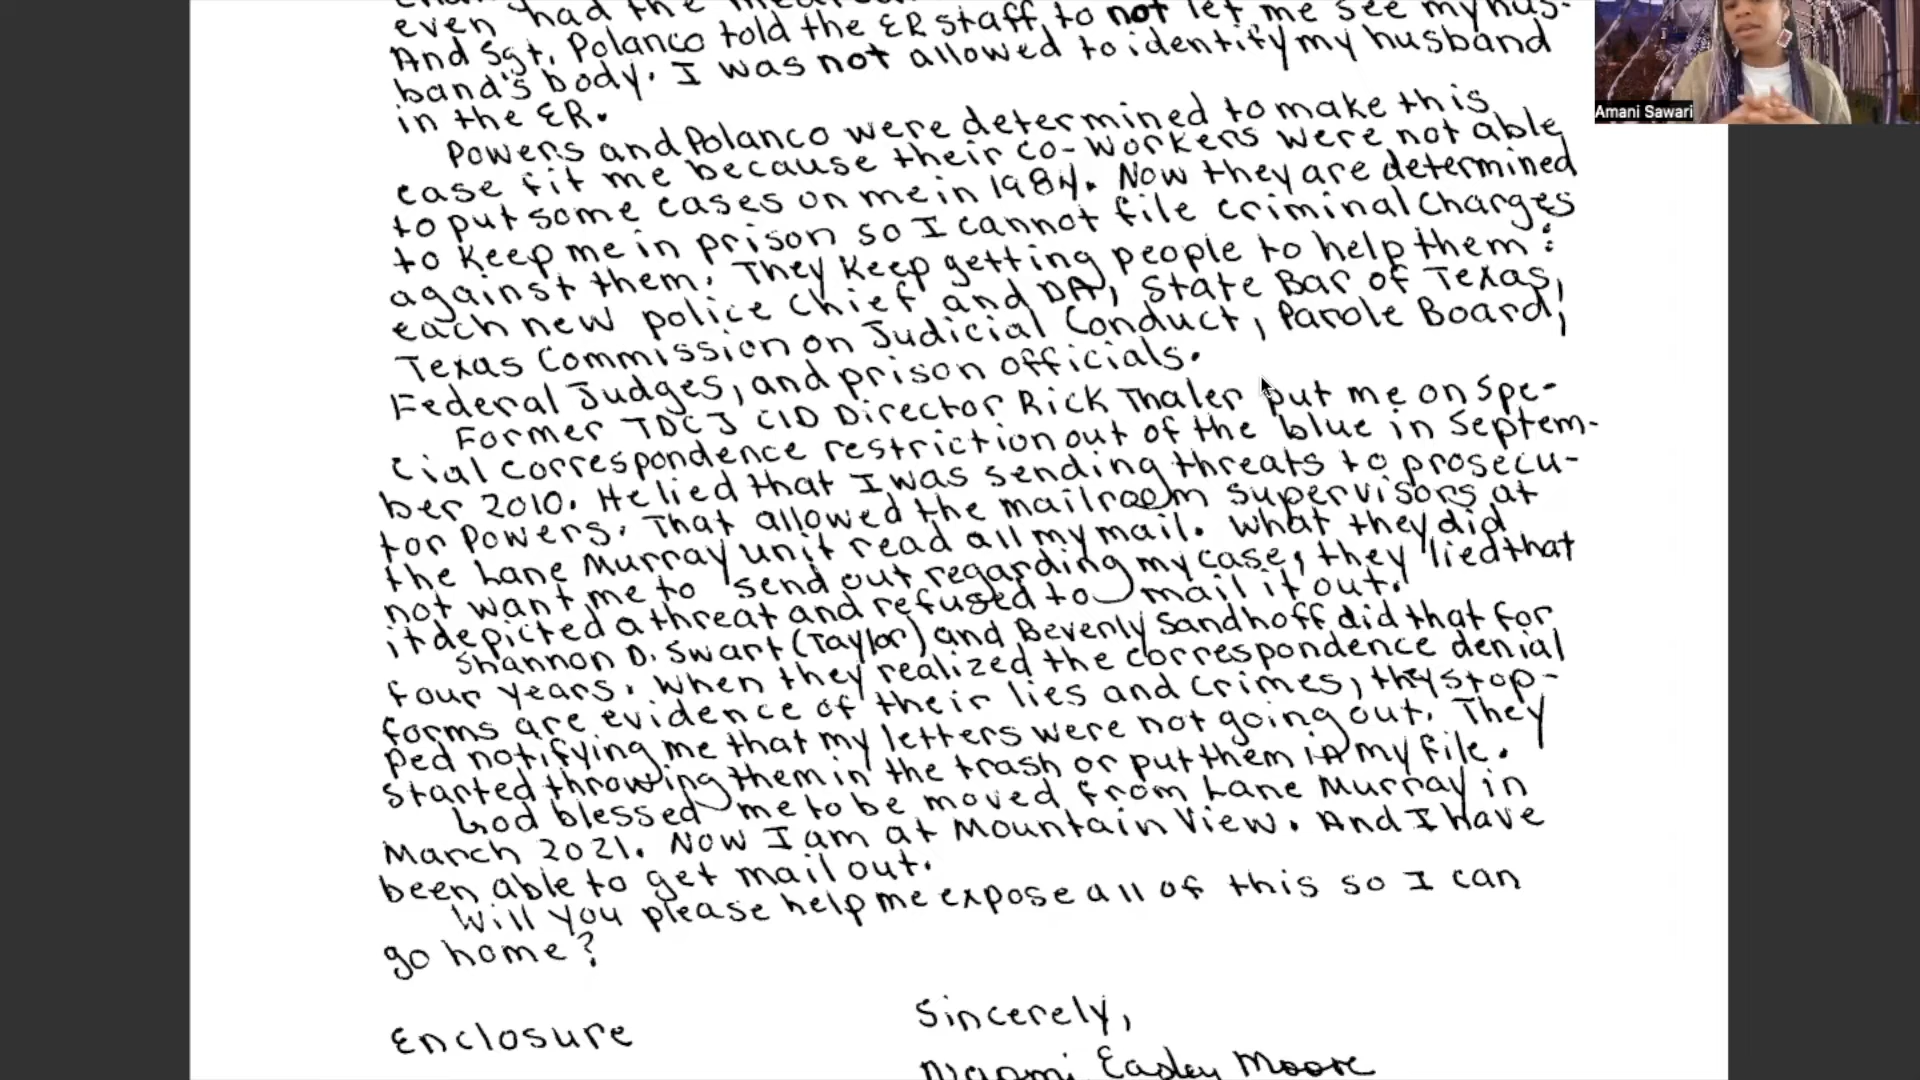 even had the
And Sgt. Polanco told the ER staff to not let me see my hus-
band's body. I was not allowed to identify my husband
in the ER.
Powers and Polanco were determined to make this
case fit me because their co-workers were not able
to put some cases on me in 1984. Now they are determined
to keep me in prison so I cannot file criminal charges
against them. They keep getting people to help them:
each new police chief and DA, State Bar of Texas,
Texas Commission on Judicial Conduct, Parole Board,
Federal Judges, and prison officials.
Former TDCJ CID Director Rick Thaler put me on Spe-
cial correspondence restriction out of the blue in Septem-
ber 2010. He lied that I was sending threats to prosecu-
tor Powers. That allowed the mailroom supervisors at
the Lane Murray unit read all my mail. What they did
not want me to send out regarding my case, they lied that
it depicted a threat and refused to mail it out.
Shannon D. Swart (Taylor) and Bevenly Sandhoff did that for
four years. When they realized the correspondence denial
forms are evidence of their lies and crimes, they stop-
ped notifying me that my letters were not going out. They
started throwing them in the trash or put them in my file.
God blessed me to be moved from Lane Murray in
March 2021. Now I am at Mountain View. And I have
been able to get mail out.
Will you please help me expose all of this so I can
go home?
Sincerely,
Enclosure
Naomi Easley Moore
Amani Sawari